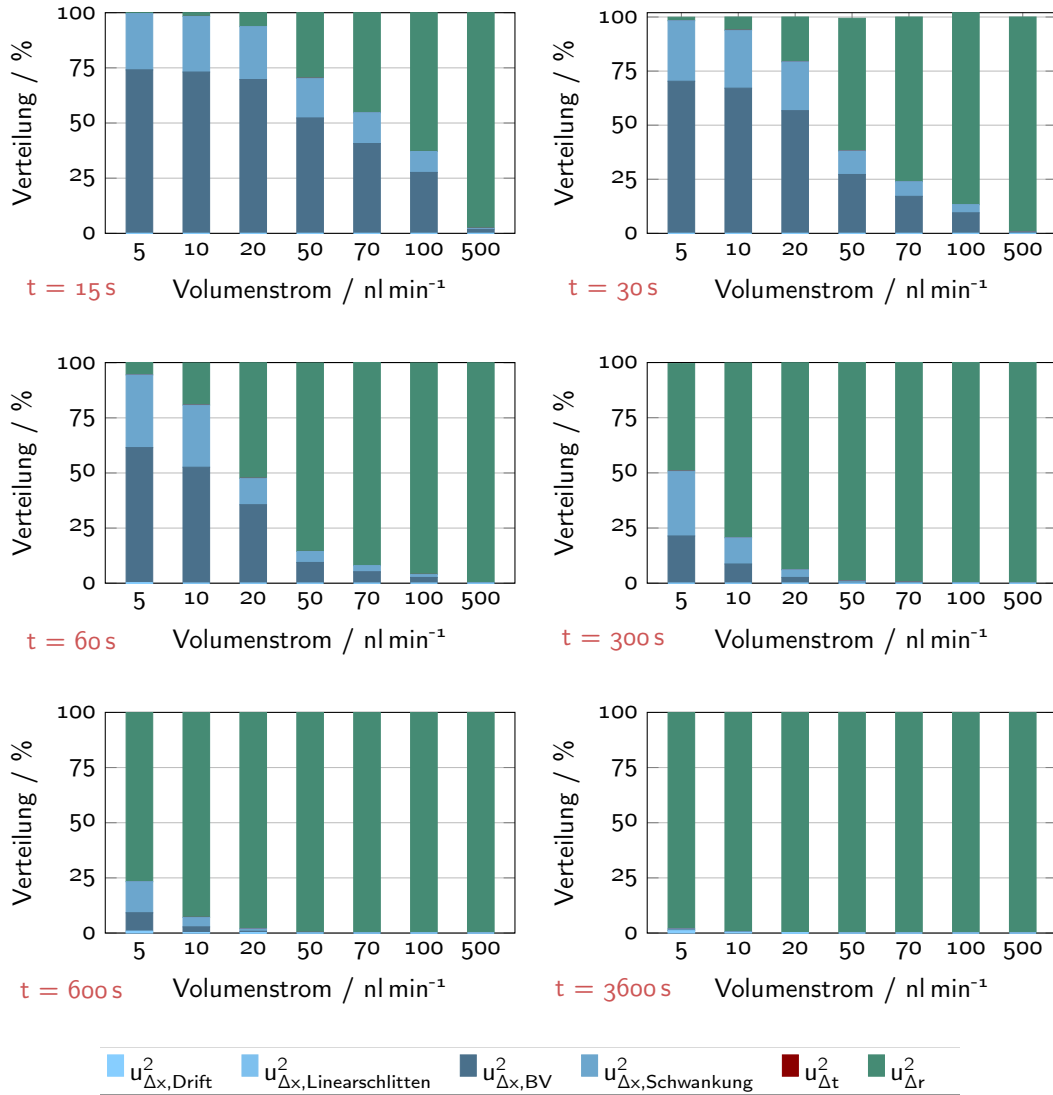 100
75
50
25
0
Verteilung / %
5 10 20 50 70 100 500
t = 15 s
Volumenstrom / nl min⁻¹
100
75
50
25
0
Verteilung / %
5 10 20 50 70 100 500
t = 30 s
Volumenstrom / nl min⁻¹
100
75
50
25
0
Verteilung / %
5 10 20 50 70 100 500
t = 60 s
Volumenstrom / nl min⁻¹
100
75
50
25
0
Verteilung / %
5 10 20 50 70 100 500
t = 300 s
Volumenstrom / nl min⁻¹
100
75
50
25
0
Verteilung / %
5 10 20 50 70 100 500
t = 600 s
Volumenstrom / nl min⁻¹
100
75
50
25
0
Verteilung / %
5 10 20 50 70 100 500
t = 3600 s
Volumenstrom / nl min⁻¹
u²Δx,Drift u²Δx,Linearschlitten u²Δx,BV u²Δx,Schwankung u²Δt u²Δr